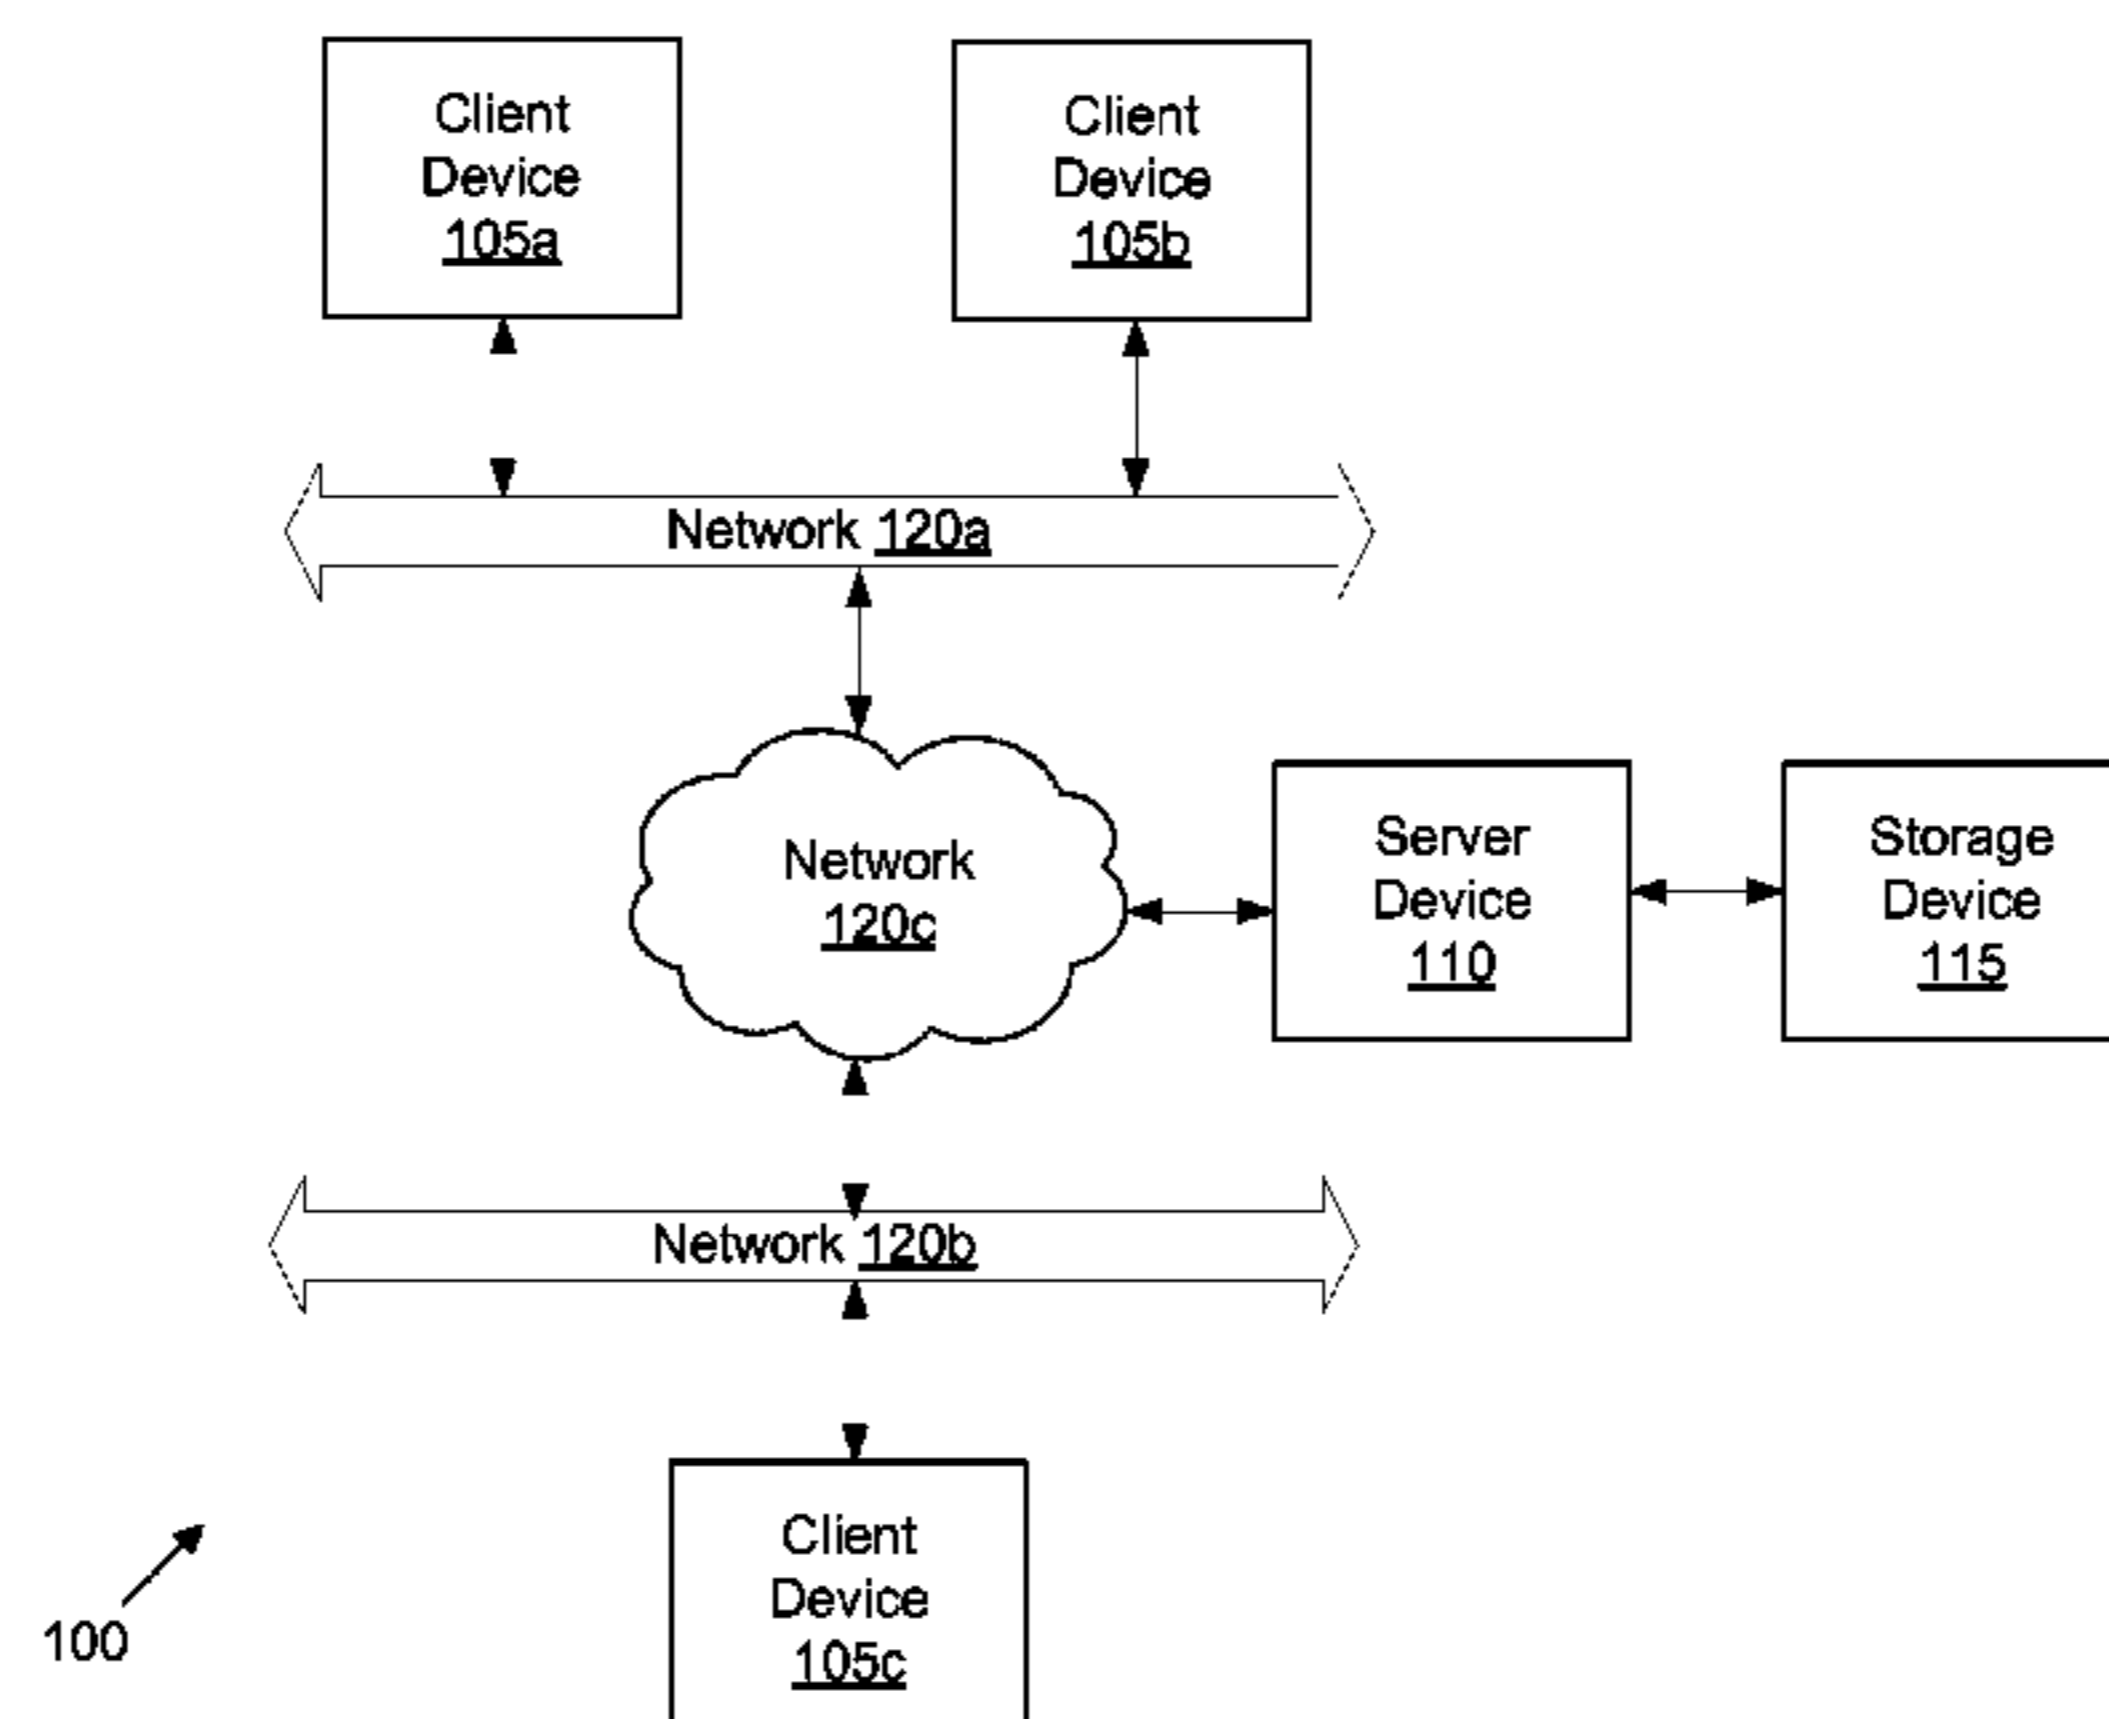 Client
Device
105a
Client
Device
105b
Network 120a
Network
120c
Server
Device
110
Storage
Device
115
Network 120b
Client
Device
105c
100